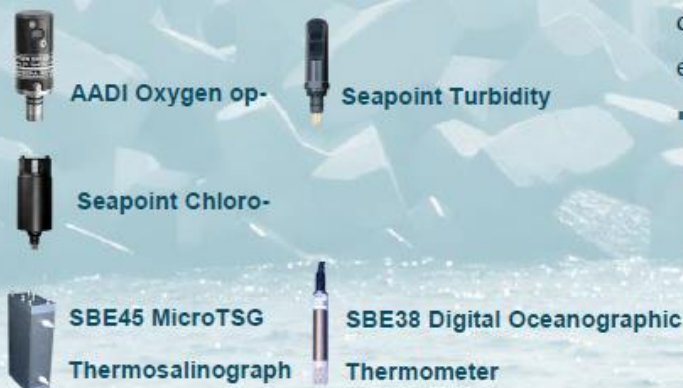 AADI Oxygen op-
Seapoint Turbidity
Seapoint Chloro-
SBE45 MicroTSG
Thermosalinograph
SBE38 Digital Oceanographic
Thermometer